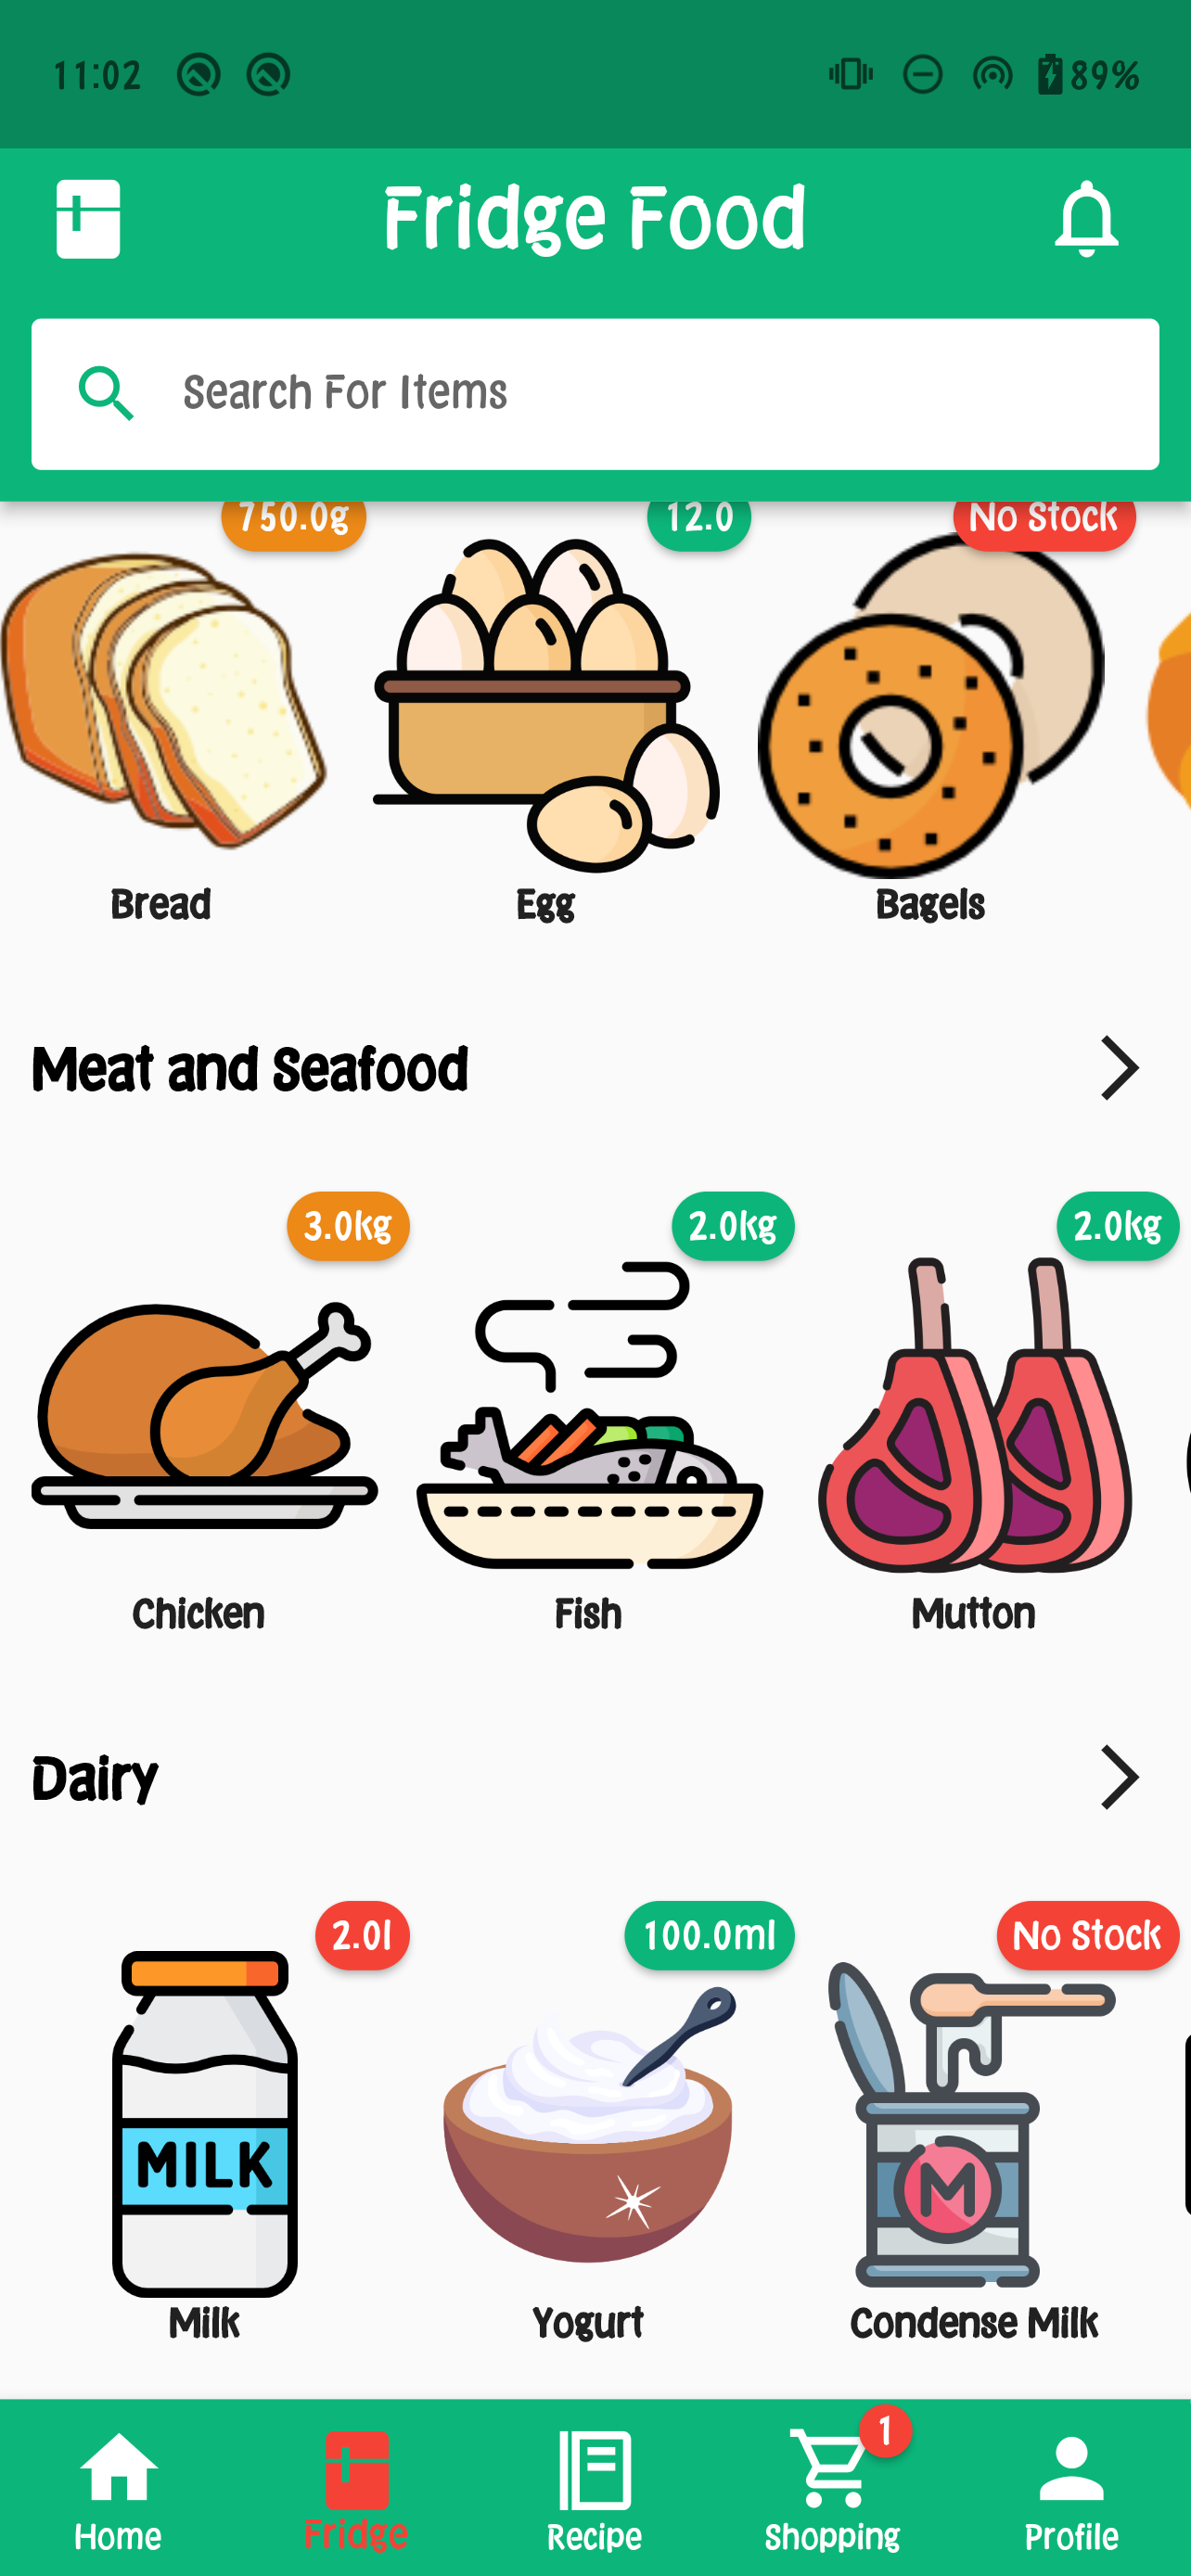 11:02 89%
Fridge Food
Search For Items
750.0g 12.0 No Stock
Bread Egg Bagels
Meat and Seafood
3.0kg 2.0kg 2.0kg
Chicken Fish Mutton
Dairy
2.0l 100.0ml No Stock
MILK M
Milk Yogurt Condense Milk
1
Home Fridge Recipe Shopping Profile